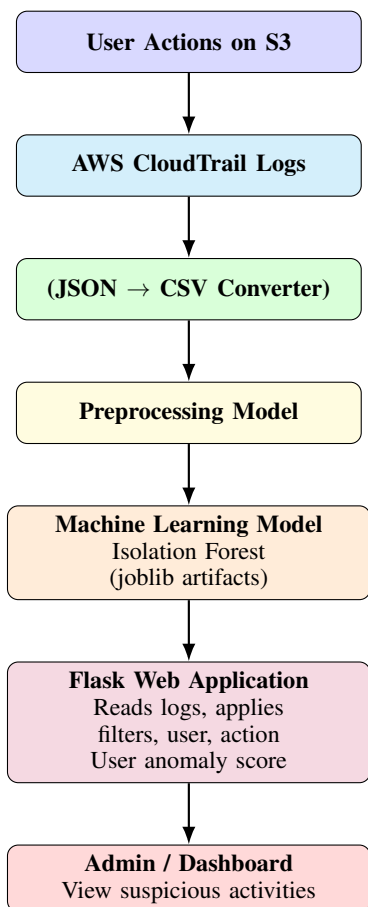 User Actions on S3
AWS CloudTrail Logs
(JSON → CSV Converter)
Preprocessing Model
Machine Learning Model
Isolation Forest
(joblib artifacts)
Flask Web Application
Reads logs, applies
filters, user, action
User anomaly score
Admin / Dashboard
View suspicious activities